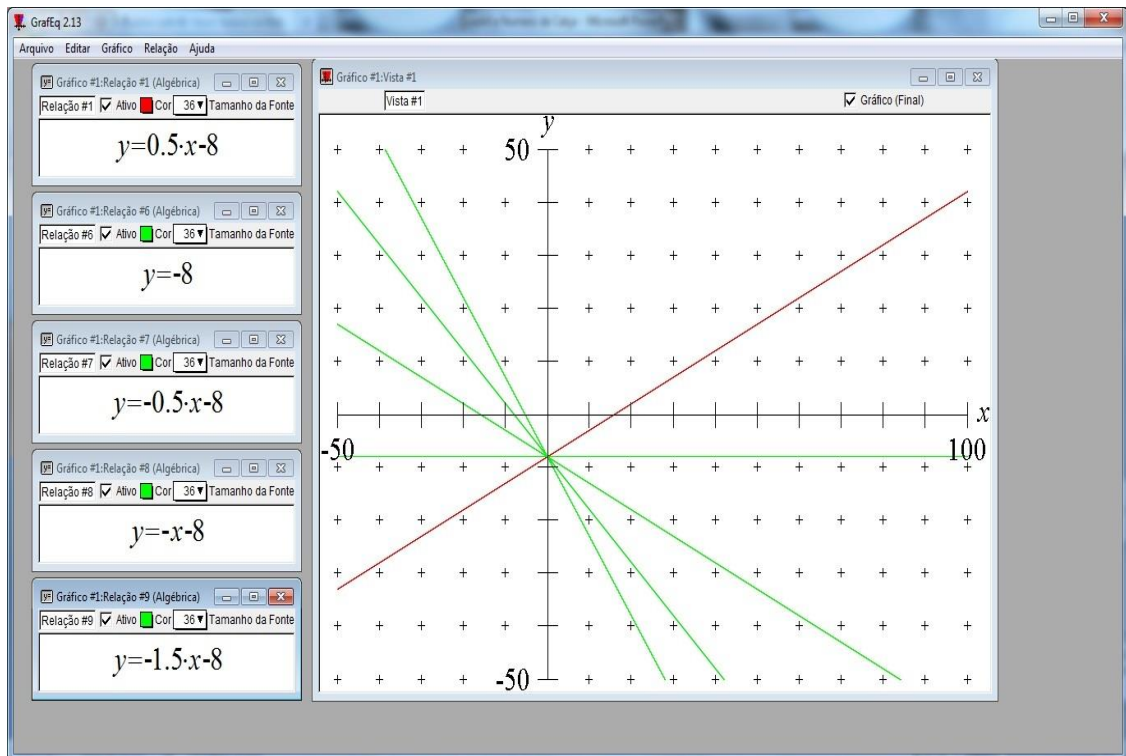 GrafEq 2.13
Arquivo Editar Gráfico Relação Ajuda
Gráfico #1:Relação #1 (Algébrica)
Relação #1 Ativo Cor 36 Tamanho da Fonte
y=0.5·x-8
Gráfico #1:Relação #6 (Algébrica)
Relação #6 Ativo Cor 36 Tamanho da Fonte
y=-8
Gráfico #1:Relação #7 (Algébrica)
Relação #7 Ativo Cor 36 Tamanho da Fonte
y=-0.5·x-8
Gráfico #1:Relação #8 (Algébrica)
Relação #8 Ativo Cor 36 Tamanho da Fonte
y=-x-8
Gráfico #1:Relação #9 (Algébrica)
Relação #9 Ativo Cor 36 Tamanho da Fonte
y=-1.5·x-8
Gráfico #1:Vista #1
Vista #1 Gráfico (Final)
y
50
x
-50 100
-50